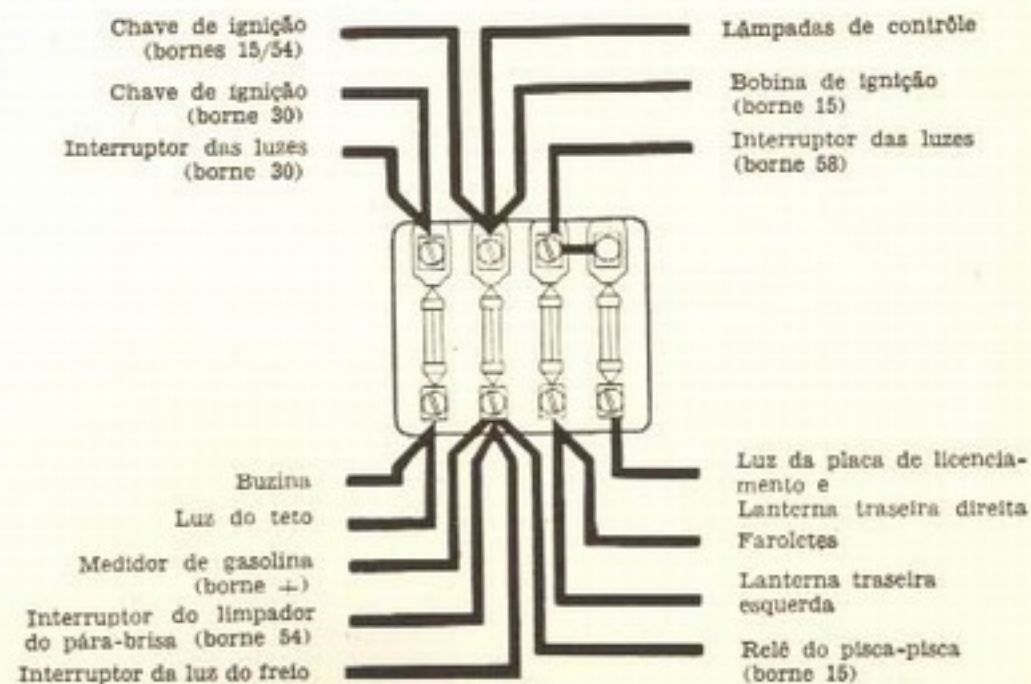 Chave de ignição
(bornes 15/54)
Chave de ignição
(borne 30)
Interruptor das luzes
(borne 30)
Lâmpadas de contrôle
Bobina de ignição
(borne 15)
Interruptor das luzes
(borne 58)
Buzina
Luz do teto
Medidor de gasolina
(borne +)
Interruptor do limpador
do pára-brisa (borne 54)
Interruptor da luz do freio
Luz da placa de licencia-
mento e
Lanterna traseira direita
Faroletes
Lanterna traseira
esquerda
Relê do pisca-pisca
(borne 15)